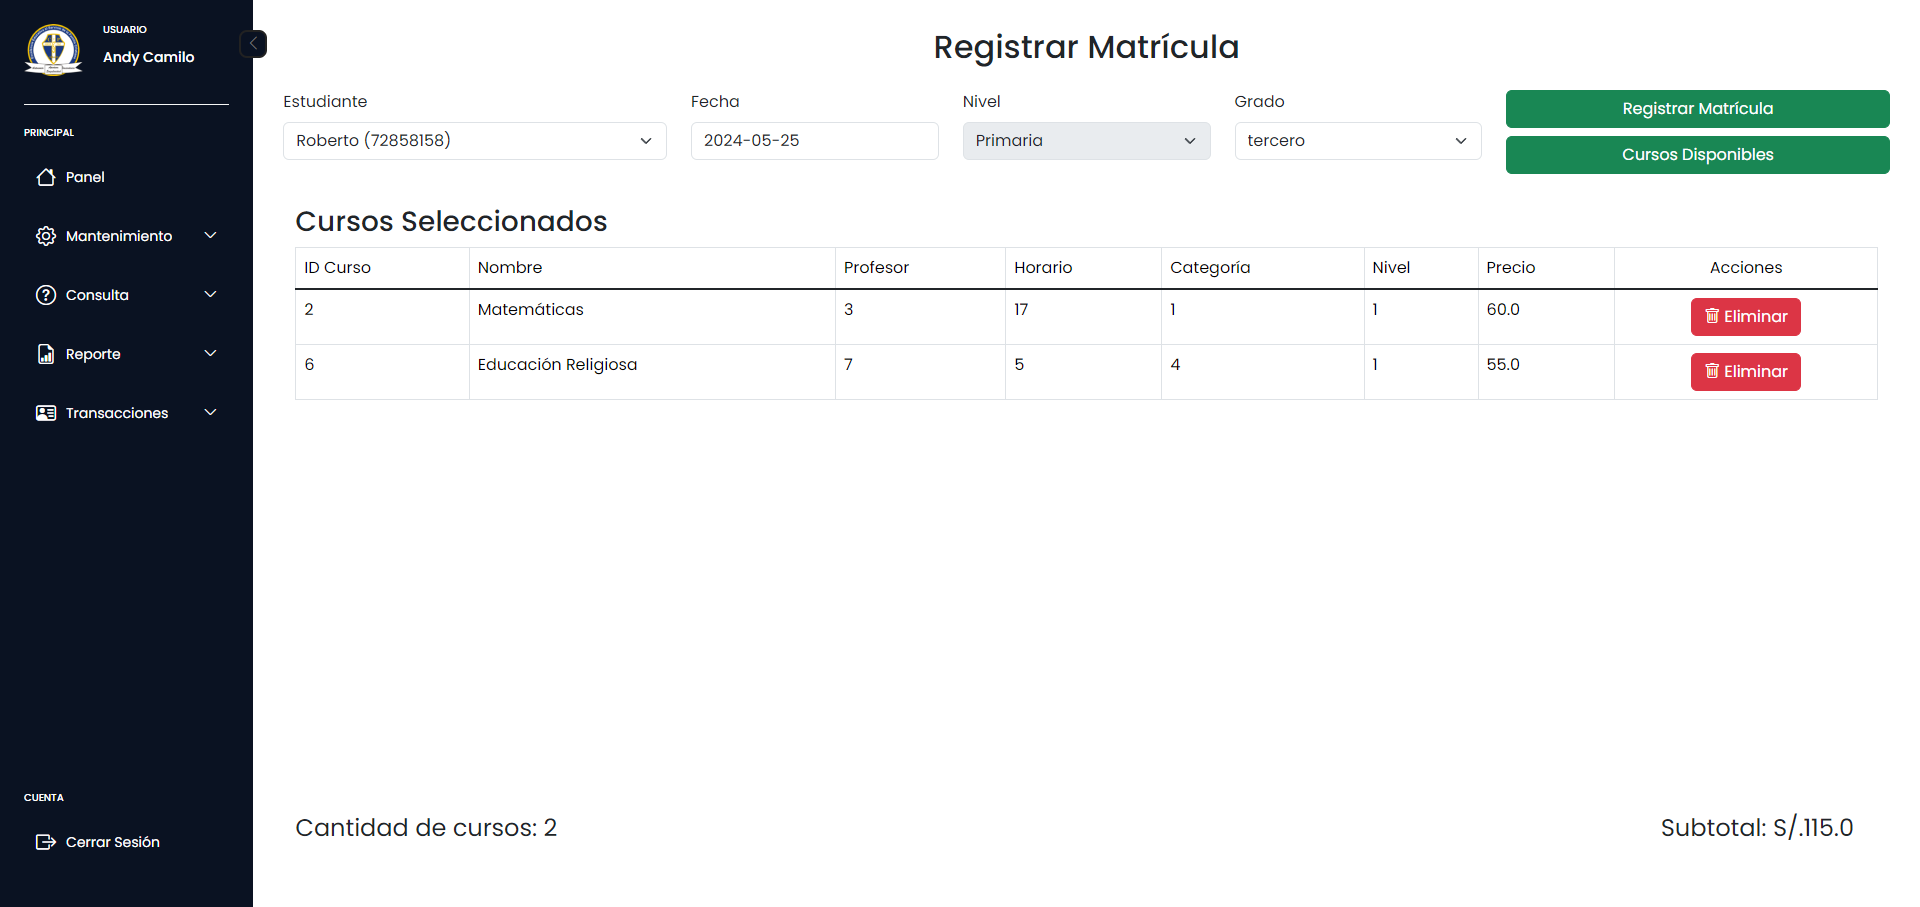 USUARIO
Andy Camilo
PRINCIPAL
Panel
Mantenimiento
Consulta
Reporte
Transacciones
CUENTA
Cerrar Sesión
Registrar Matrícula
Estudiante Fecha Nivel Grado
Roberto (72858158) 2024-05-25 Primaria tercero
Registrar Matrícula
Cursos Disponibles
Cursos Seleccionados
ID Curso Nombre Profesor Horario Categoría Nivel Precio Acciones
2 Matemáticas 3 17 1 1 60.0 Eliminar
6 Educación Religiosa 7 5 4 1 55.0 Eliminar
Cantidad de cursos: 2 Subtotal: S/.115.0